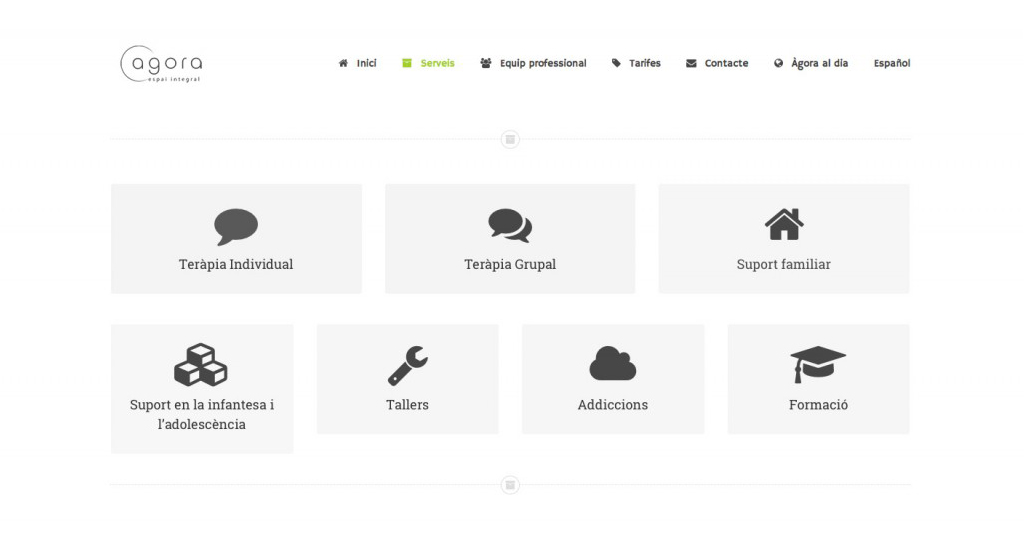 agora
espai integral
Inici
Serveis
Equip professional
Tarifes
Contacte
Àgora al dia
Español
Teràpia Individual
Teràpia Grupal
Suport familiar
Suport en la infantesa i
l’adolescència
Tallers
Addiccions
Formació